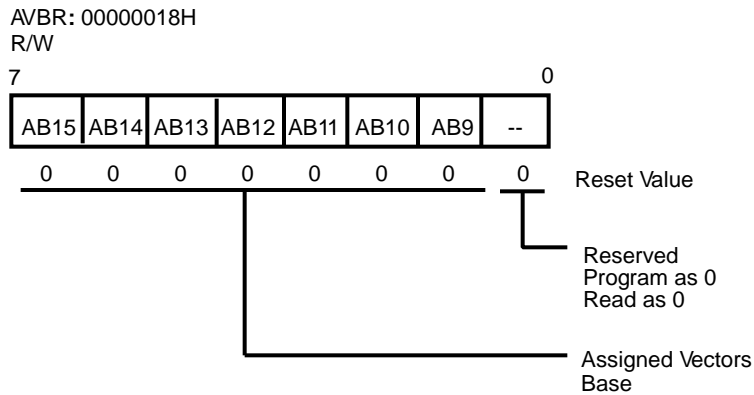 AVBR: 00000018H
R/W
7 0
AB15 AB14 AB13 AB12 AB11 AB10 AB9 --
0 0 0 0 0 0 0 0 Reset Value
Reserved
Program as 0
Read as 0
Assigned Vectors
Base